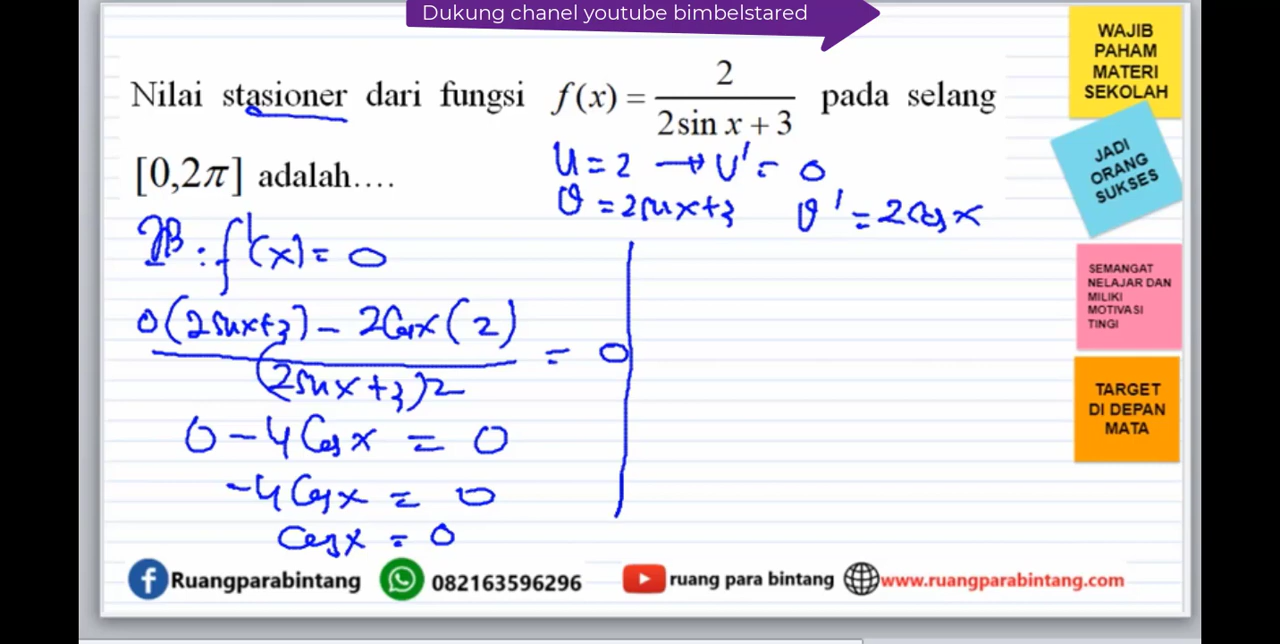 Dukung chanel youtube bimbelstared
Nilai stasioner dari fungsi f(x) = 2 / (2 sin x + 3) pada selang
[0,2π] adalah….
u = 2 → u' = 0
v = 2 sin x + 3 v' = 2 cos x
: f'(x) = 0
0(2 sin x + 3) - 2 cos x (2) / (2 sin x + 3)2 = 0
0 - 4 cos x = 0
-4 cos x = 0
cos x = 0
WAJIB
PAHAM
MATERI
SEKOLAH
JADI
ORANG
SUKSES
SEMANGAT
NELAJAR DAN
MILIKI
MOTIVASI
TINGI
TARGET
DI DEPAN
MATA
Ruangparabintang 082163596296 ruang para bintang www.ruangparabintang.com